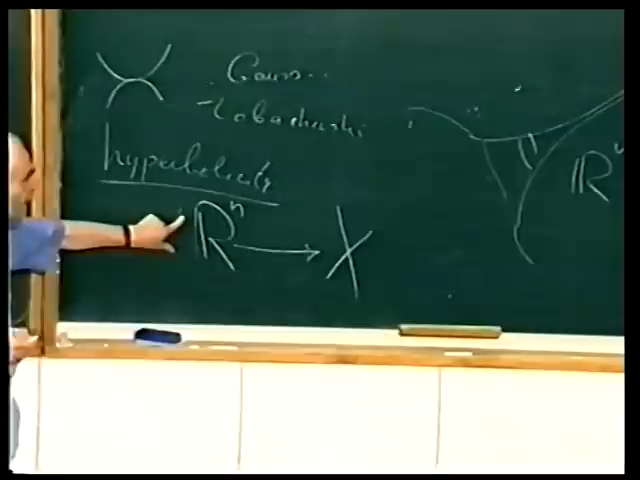 Gauss...
Lobachevski
hyperbolicity
ℝⁿ → X
ℝⁿ